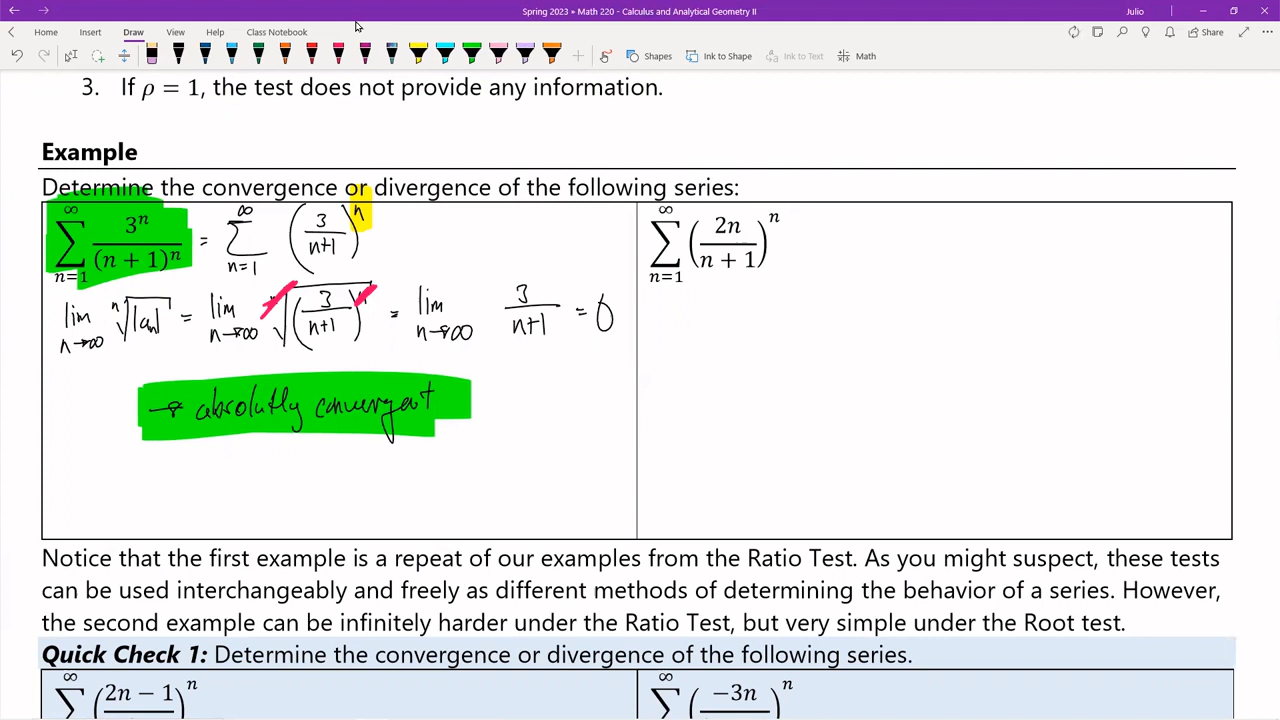 Spring 2023 » Math 220 - Calculus and Analytical Geometry II
Julio
Home Insert Draw View Help Class Notebook
Share
Shapes Ink to Shape Ink to Text Math
3. If ρ = 1, the test does not provide any information.
Example
Determine the convergence or divergence of the following series:
∞ ∑ n=1 3^n / (n + 1)^n = ∞ ∑ n=1 (3 / n+1)^n
lim n→∞ ⁿ√|an| = lim n→∞ ⁿ√(3 / n+1)^n = lim n→∞ 3 / n+1 = 0
→ absolutly convergent
∞ ∑ n=1 (2n / n + 1)^n
Notice that the first example is a repeat of our examples from the Ratio Test. As you might suspect, these tests
can be used interchangeably and freely as different methods of determining the behavior of a series. However,
the second example can be infinitely harder under the Ratio Test, but very simple under the Root test.
Quick Check 1: Determine the convergence or divergence of the following series.
∞ ∑ (2n − 1)^n
∞ ∑ (−3n)^n